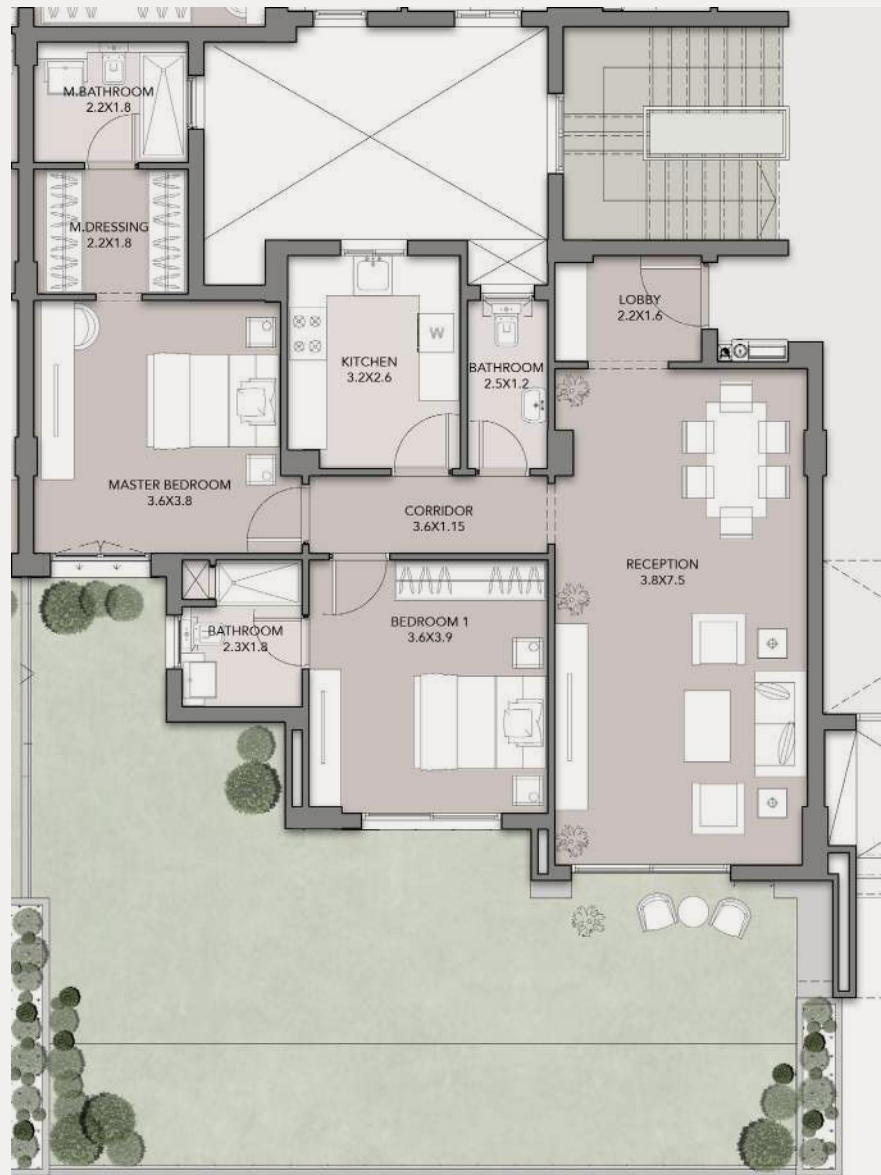 M.BATHROOM
2.2X1.8
M.DRESSING
2.2X1.8
LOBBY
2.2X1.6
KITCHEN
3.2X2.6
W
BATHROOM
2.5X1.2
MASTER BEDROOM
3.6X3.8
CORRIDOR
3.6X1.15
RECEPTION
3.8X7.5
BATHROOM
2.3X1.8
BEDROOM 1
3.6X3.9